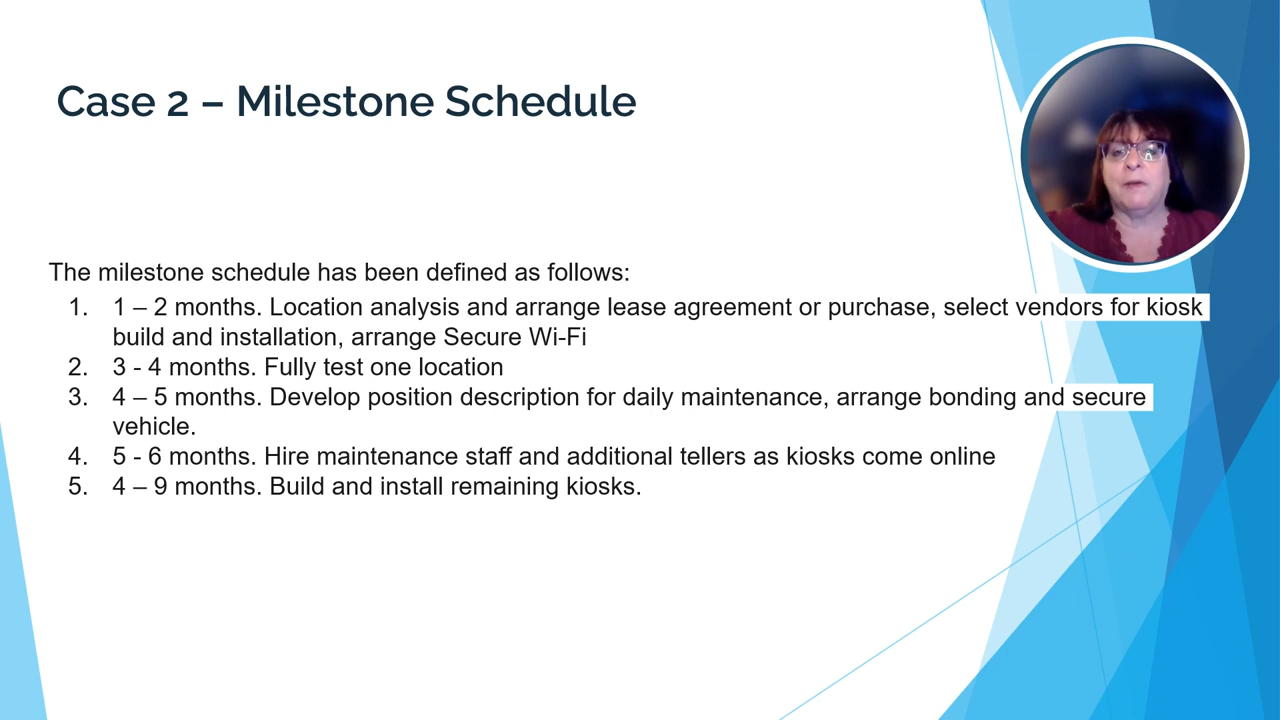 Case 2 – Milestone Schedule
The milestone schedule has been defined as follows:
1. 1 – 2 months. Location analysis and arrange lease agreement or purchase, select vendors for kiosk
build and installation, arrange Secure Wi-Fi
2. 3 - 4 months. Fully test one location
3. 4 – 5 months. Develop position description for daily maintenance, arrange bonding and secure
vehicle.
4. 5 - 6 months. Hire maintenance staff and additional tellers as kiosks come online
5. 4 – 9 months. Build and install remaining kiosks.